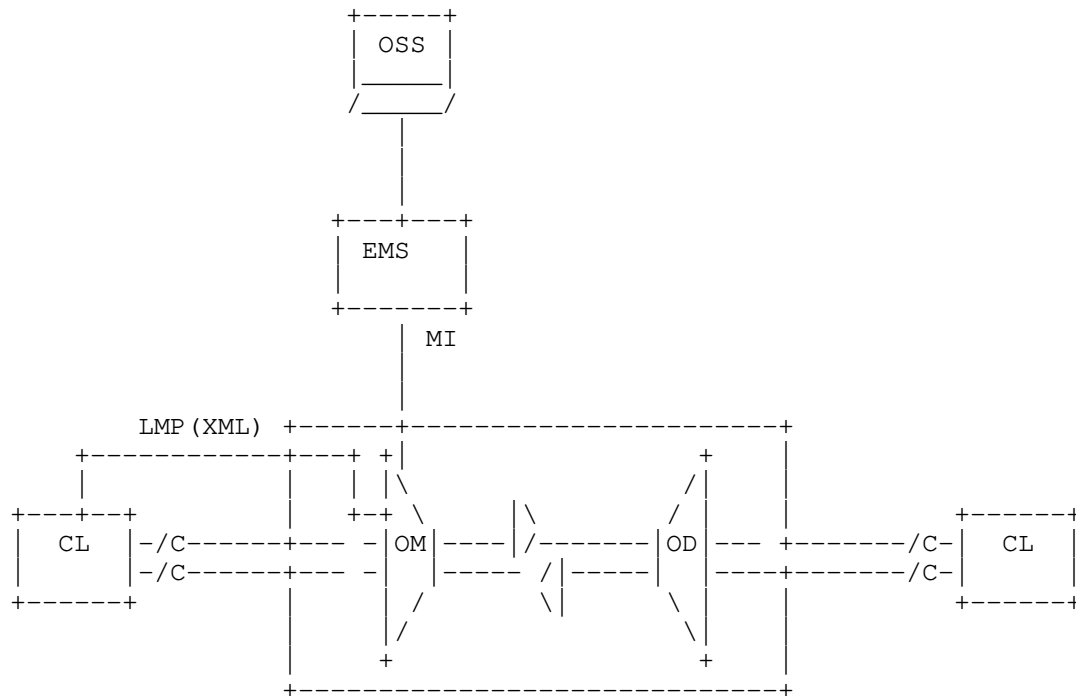 OSS
EMS
MI
LMP(XML)
CL -/C OM OD /C- CL
-/C /C-